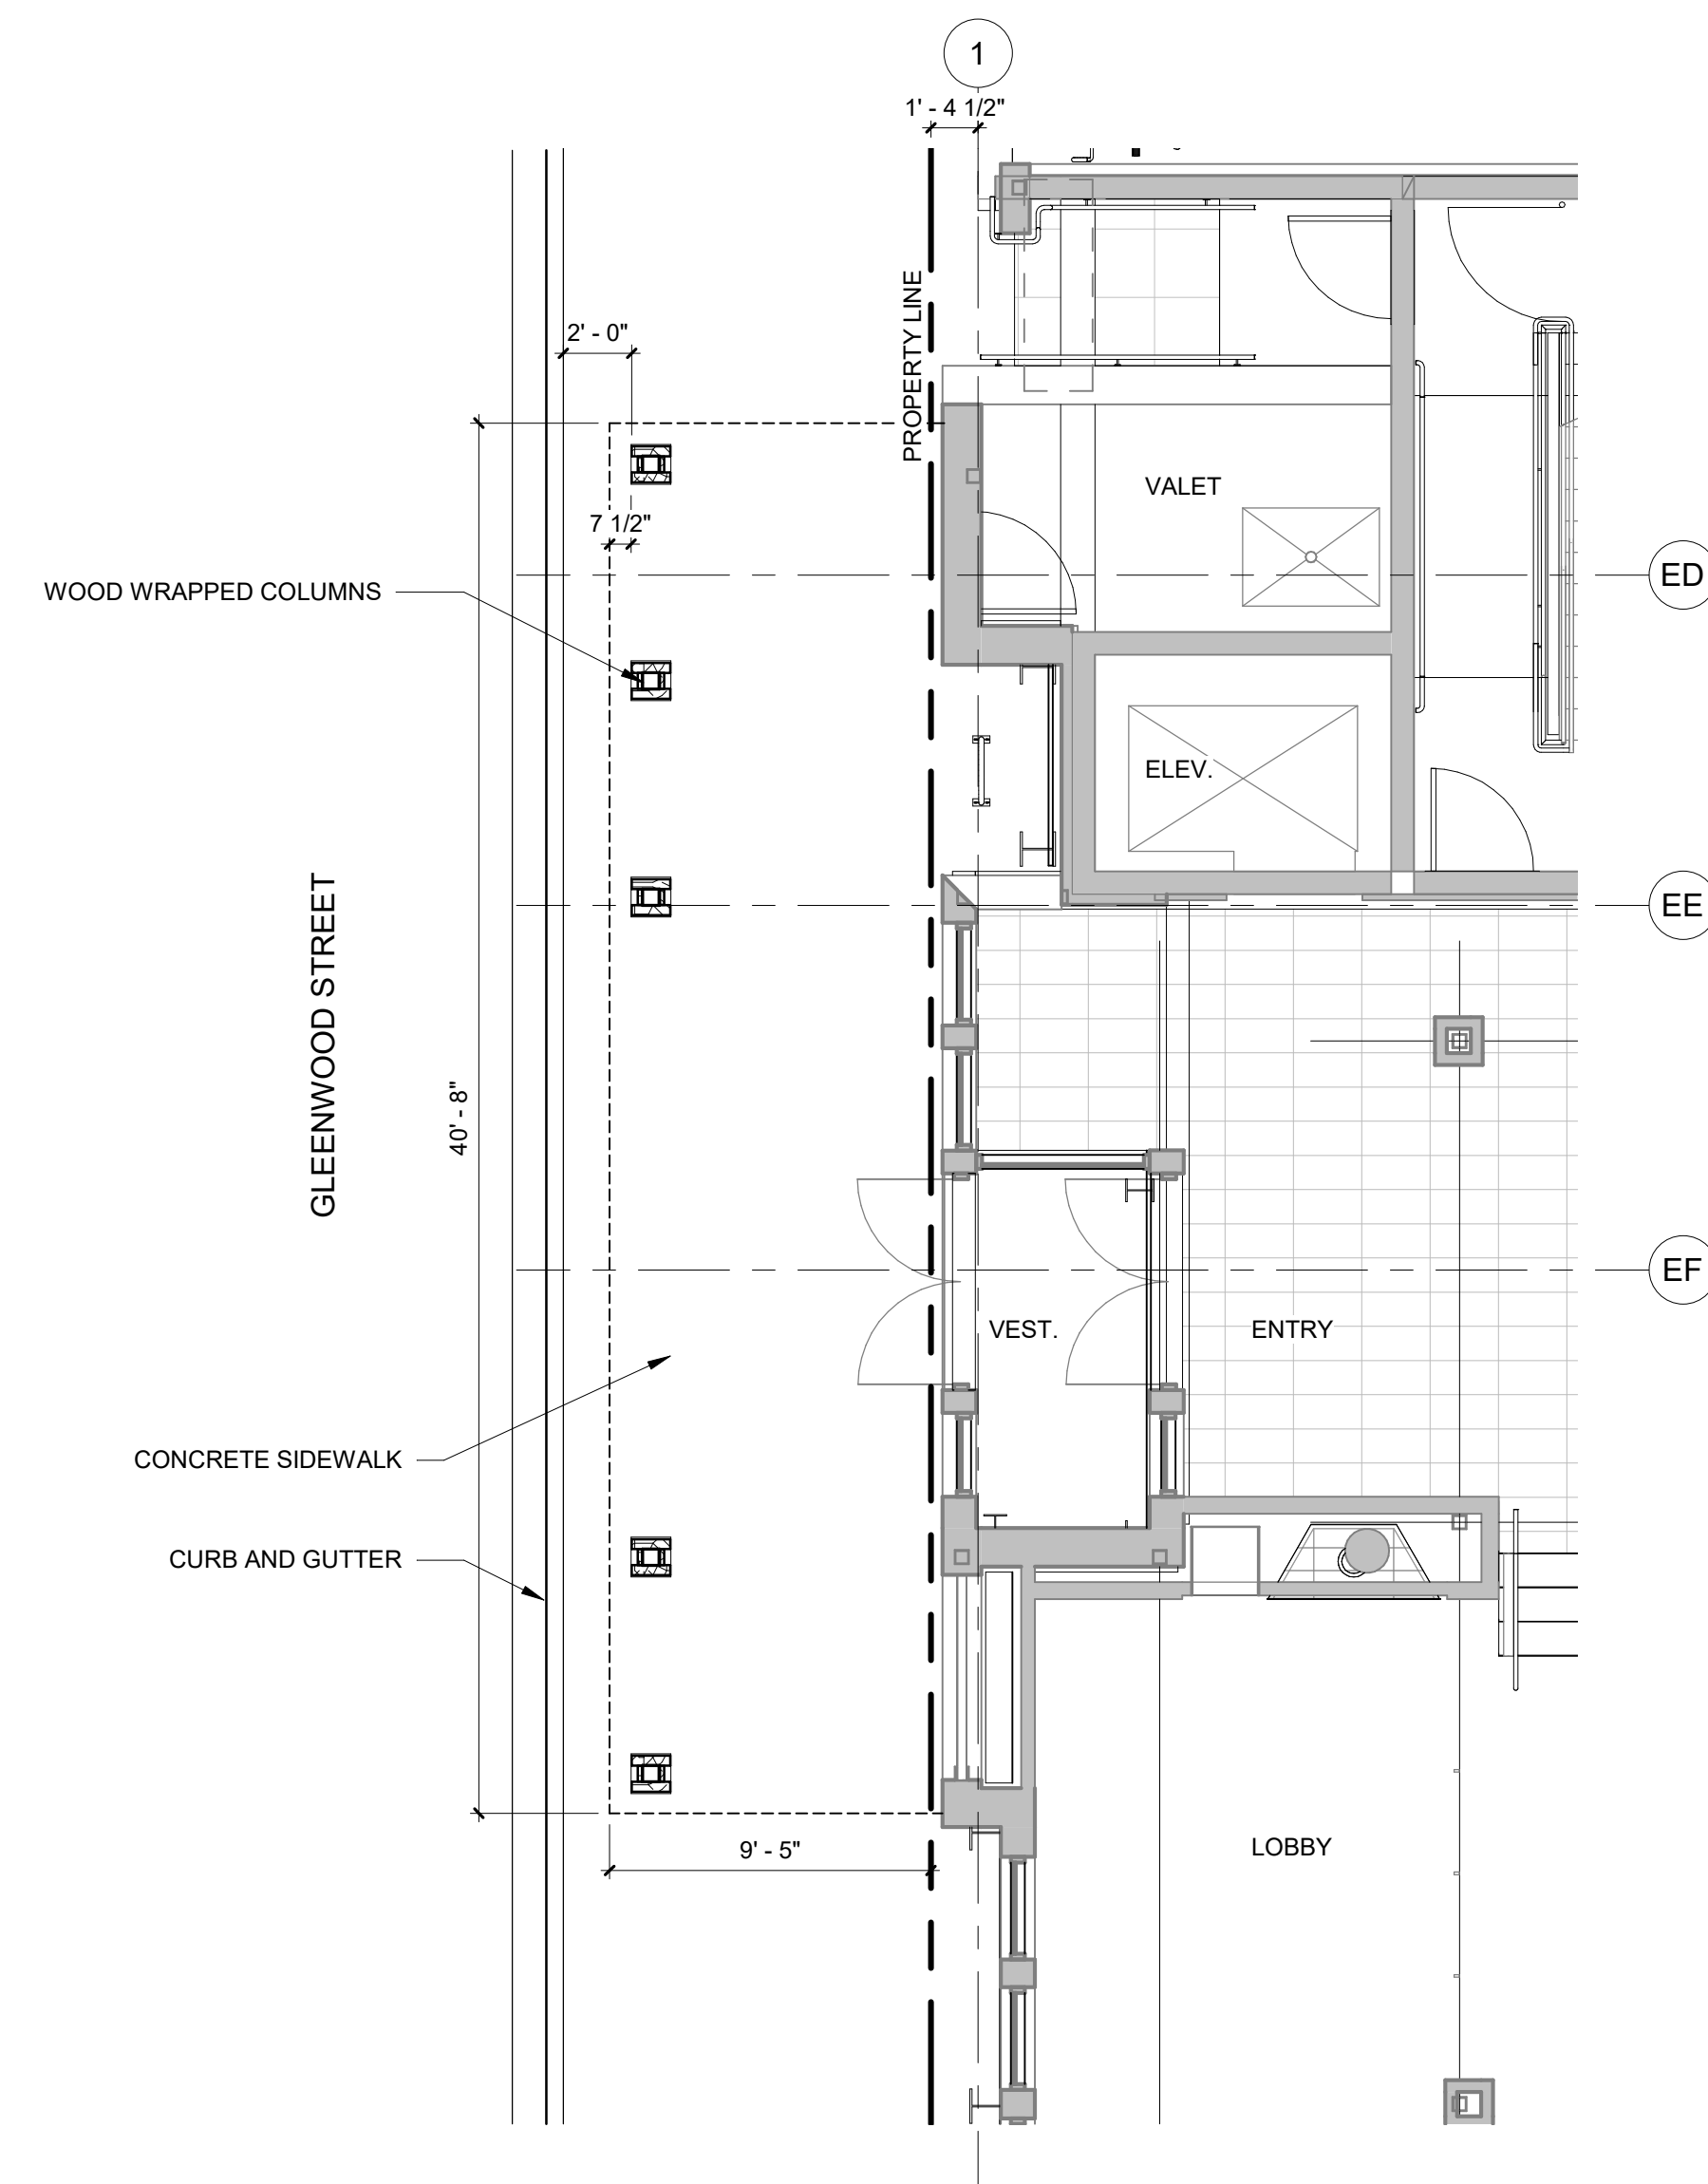 1
1' - 4 1/2"
PROPERTY LINE
2' - 0"
VALET
7 1/2"
ED
WOOD WRAPPED COLUMNS
ELEV.
EE
GLEENWOOD STREET
40' - 8"
EF
VEST.
ENTRY
CONCRETE SIDEWALK
CURB AND GUTTER
9' - 5"
LOBBY